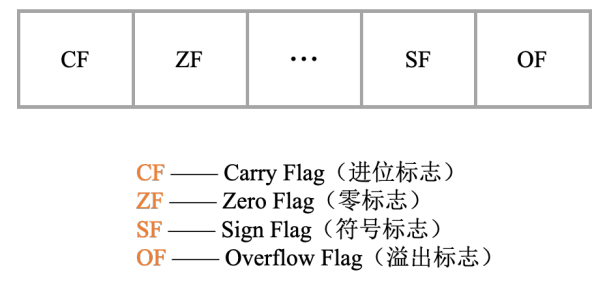 CF ZF ··· SF OF
CF —— Carry Flag（进位标志）
ZF —— Zero Flag（零标志）
SF —— Sign Flag（符号标志）
OF —— Overflow Flag（溢出标志）